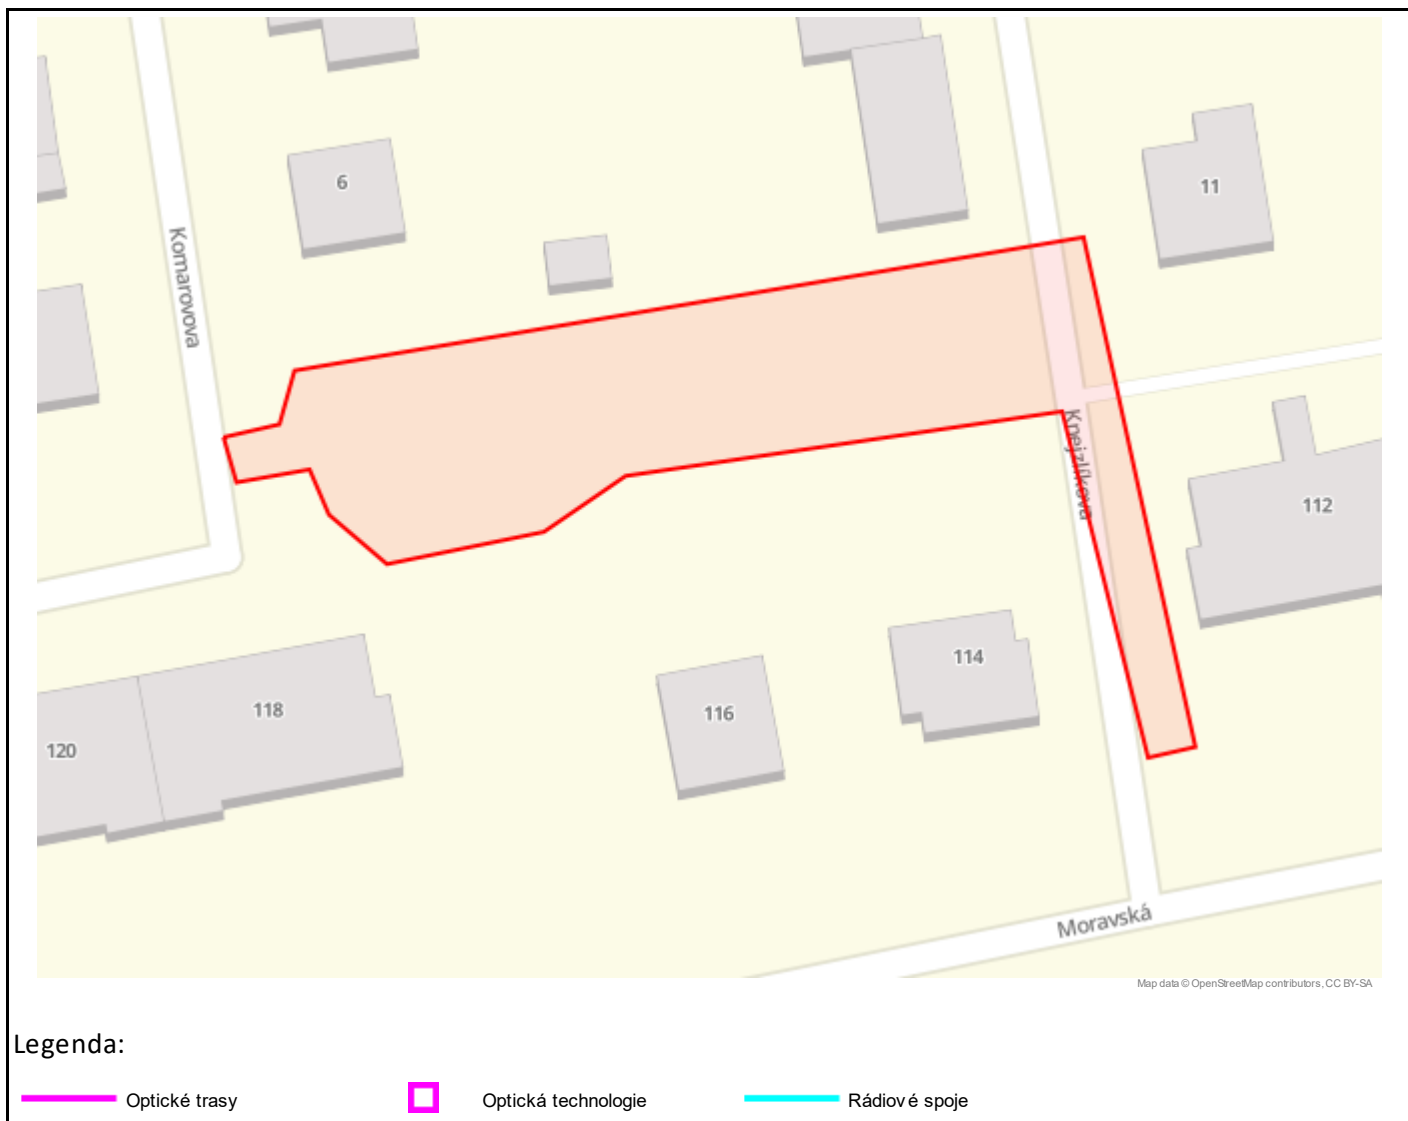 6
11
Komarovova
Knejzlíkova
112
114
116
118
120
Moravská
Map data © OpenStreetMap contributors, CC BY-SA
Legenda:
Optické trasy
Optická technologie
Rádiové spoje